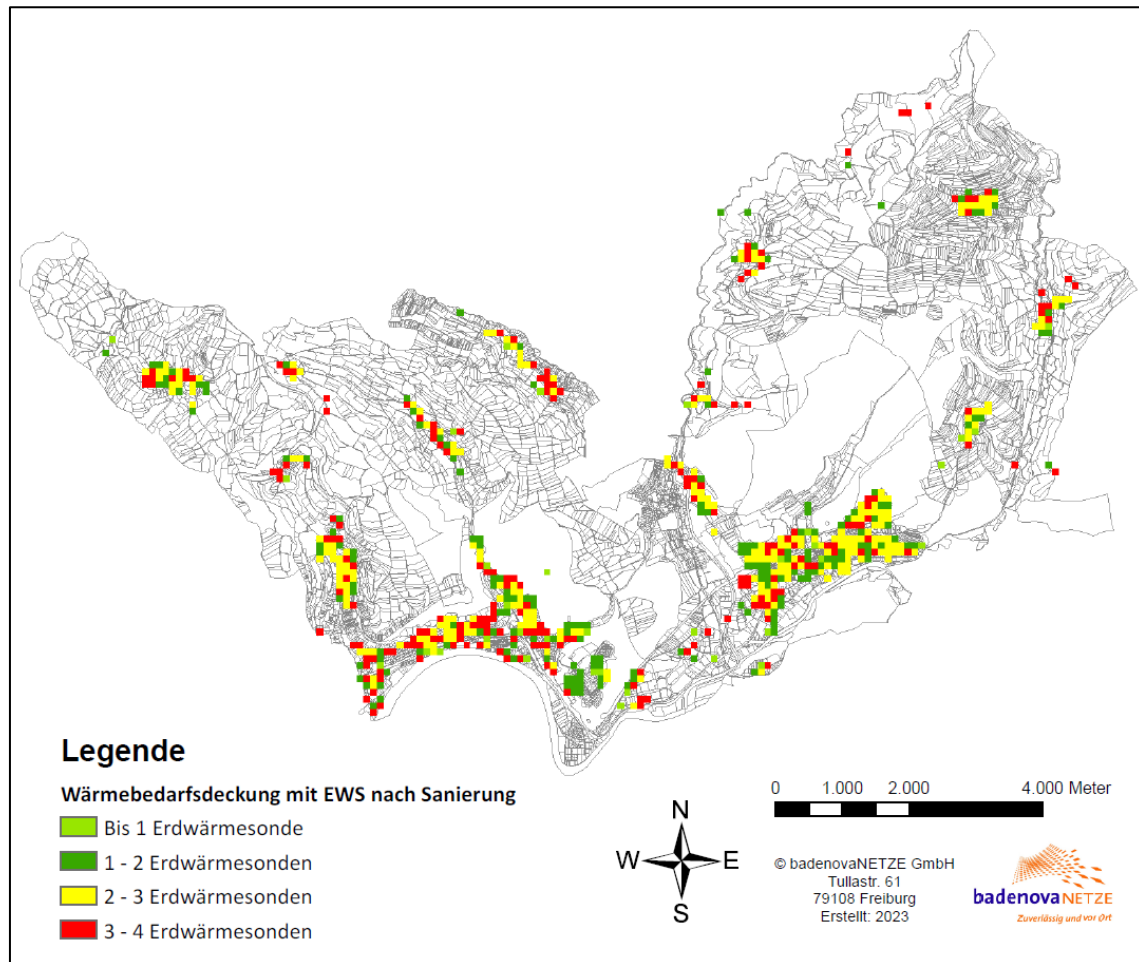 Legende
Wärmebedarfsdeckung mit EWS nach Sanierung
Bis 1 Erdwärmesonde
1 - 2 Erdwärmesonden
2 - 3 Erdwärmesonden
3 - 4 Erdwärmesonden
N
W E
S
0 1.000 2.000 4.000 Meter
© badenovaNETZE GmbH
Tullastr. 61
79108 Freiburg
Erstellt: 2023
badenovaNETZE
Zuverlässig und vor Ort